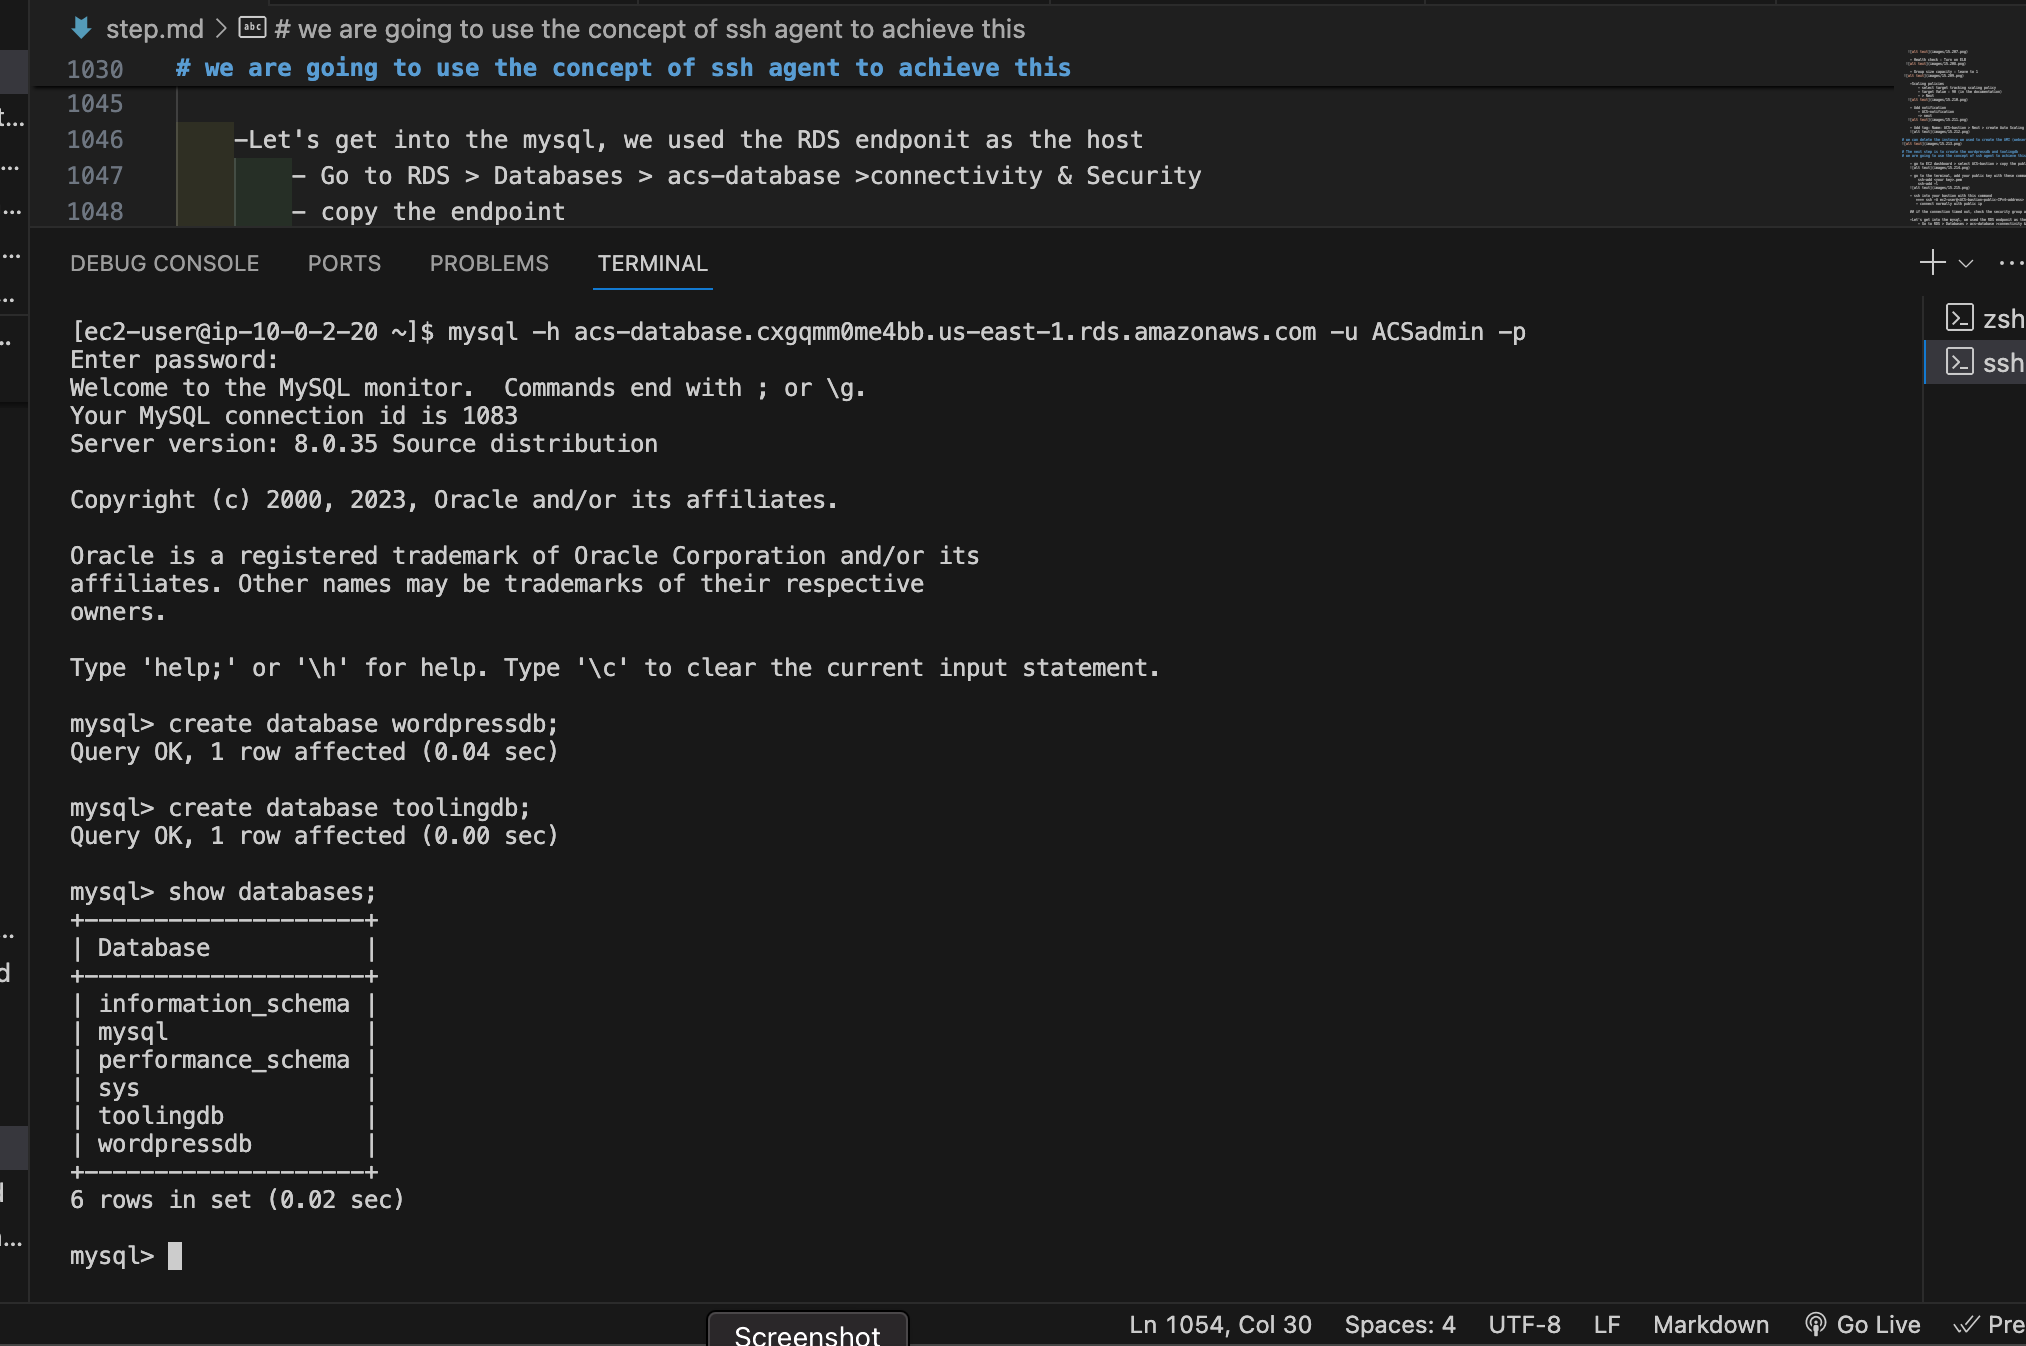 step.md > abc # we are going to use the concept of ssh agent to achieve this
1030 # we are going to use the concept of ssh agent to achieve this
1045
1046 -Let's get into the mysql, we used the RDS endponit as the host
1047 - Go to RDS > Databases > acs-database >connectivity & Security
1048 - copy the endpoint
DEBUG CONSOLE PORTS PROBLEMS TERMINAL
zsh
ssh
[ec2-user@ip-10-0-2-20 ~]$ mysql -h acs-database.cxgqmm0me4bb.us-east-1.rds.amazonaws.com -u ACSadmin -p
Enter password:
Welcome to the MySQL monitor.  Commands end with ; or \g.
Your MySQL connection id is 1083
Server version: 8.0.35 Source distribution
Copyright (c) 2000, 2023, Oracle and/or its affiliates.
Oracle is a registered trademark of Oracle Corporation and/or its
affiliates. Other names may be trademarks of their respective
owners.
Type 'help;' or '\h' for help. Type '\c' to clear the current input statement.
mysql> create database wordpressdb;
Query OK, 1 row affected (0.04 sec)
mysql> create database toolingdb;
Query OK, 1 row affected (0.00 sec)
mysql> show databases;
+--------------------+
| Database           |
+--------------------+
| information_schema |
| mysql              |
| performance_schema |
| sys                |
| toolingdb          |
| wordpressdb        |
+--------------------+
6 rows in set (0.02 sec)
mysql>
Screenshot
Ln 1054, Col 30 Spaces: 4 UTF-8 LF Markdown Go Live Pre